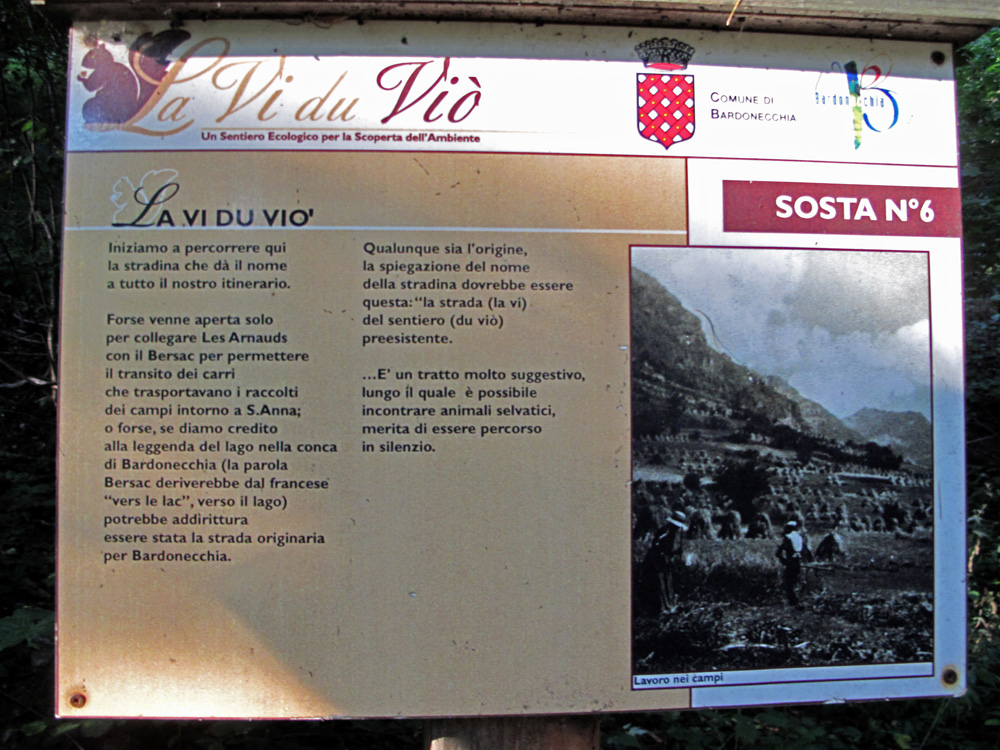 La Vì du Viò
Un Sentiero Ecologico per la Scoperta dell'Ambiente
COMUNE DI
BARDONECCHIA
Bardonecchia
SOSTA N°6
LA VI DU VIO'
Iniziamo a percorrere qui
la stradina che dà il nome
a tutto il nostro itinerario.
Forse venne aperta solo
per collegare Les Arnauds
con il Bersac per permettere
il transito dei carri
che trasportavano i raccolti
dei campi intorno a S.Anna;
o forse, se diamo credito
alla leggenda del lago nella conca
di Bardonecchia (la parola
Bersac deriverebbe dal francese
“vers le lac”, verso il lago)
potrebbe addirittura
essere stata la strada originaria
per Bardonecchia.
Qualunque sia l'origine,
la spiegazione del nome
della stradina dovrebbe essere
questa: “la strada (la vi)
del sentiero (du viò)
preesistente.
...E' un tratto molto suggestivo,
lungo il quale è possibile
incontrare animali selvatici,
merita di essere percorso
in silenzio.
Lavoro nei campi